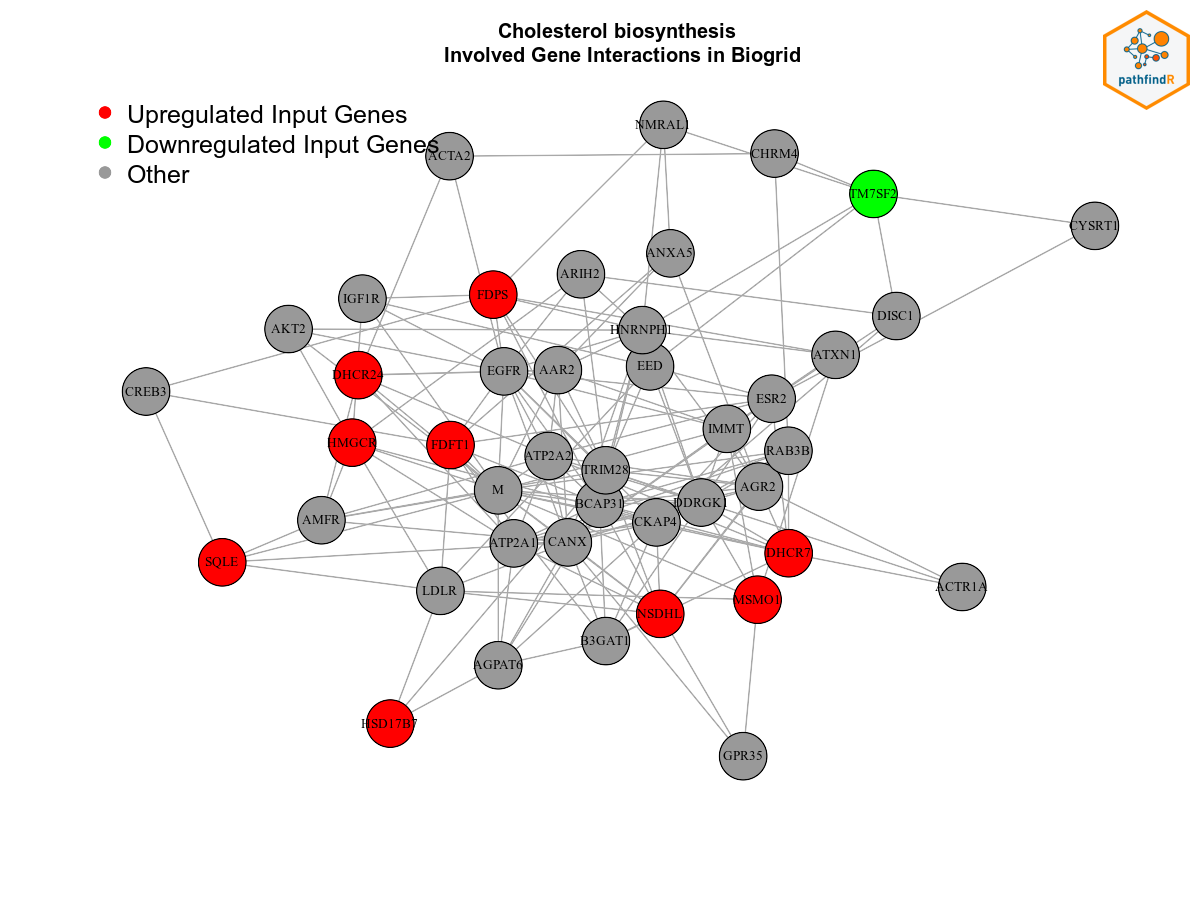 Cholesterol biosynthesis
Involved Gene Interactions in Biogrid
pathfindR
Upregulated Input Genes
Downregulated Input Genes
Other
NMRAL1
CHRM4
ACTA2
TM7SF2
CYSRT1
ANXA5
ARIH2
IGF1R
FDPS
DISC1
AKT2
HNRNPH1
ATXN1
EED
DHCR24
EGFR
AAR2
CREB3
ESR2
IMMT
HMGCR
FDFT1
RAB3B
ATP2A2
TRIM28
M
AGR2
BCAP31
DDRGK1
AMFR
CKAP4
ATP2A1
CANX
DHCR7
SQLE
LDLR
ACTR1A
MSMO1
NSDHL
B3GAT1
AGPAT6
HSD17B7
GPR35